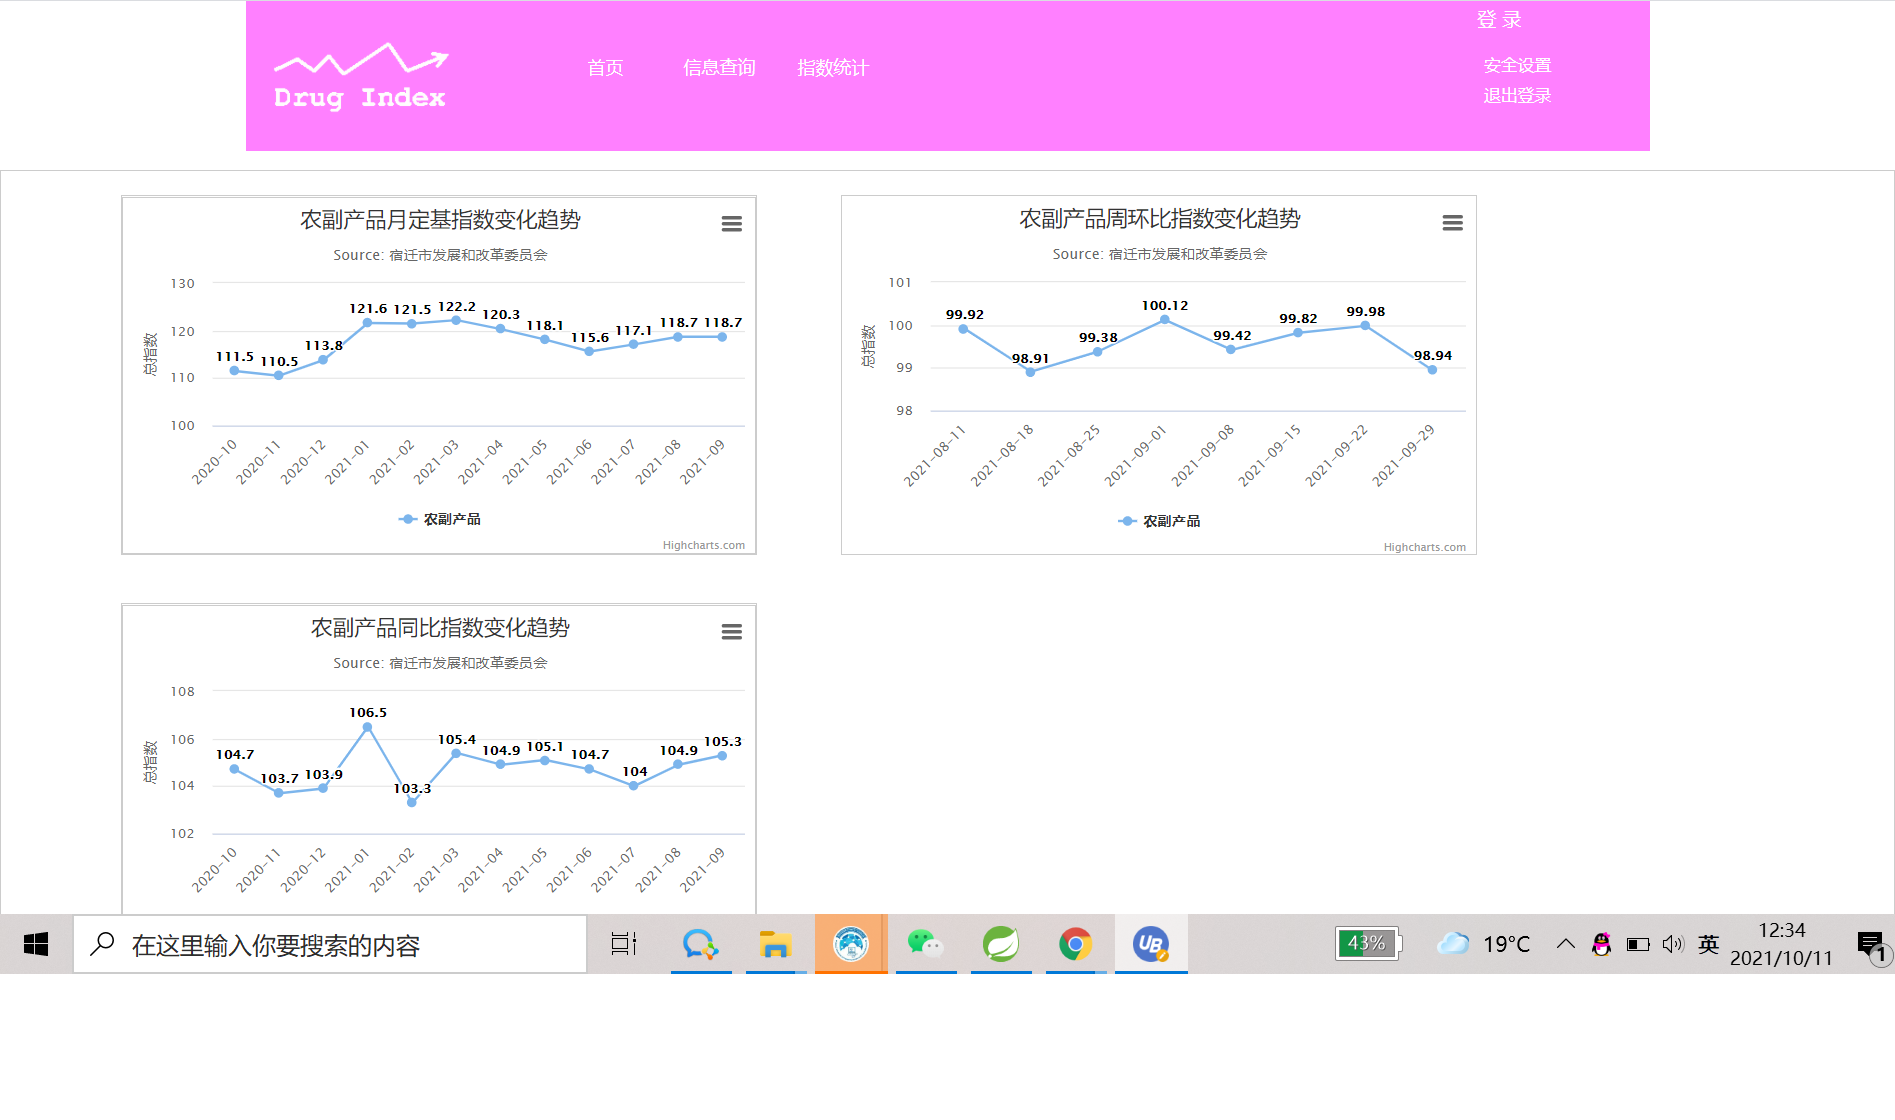 登 录
首页 信息查询 指数统计
安全设置
退出登录
Drug Index
农副产品月定基指数变化趋势
Source: 宿迁市发展和改革委员会
总指数
130
120
110
100
111.5 110.5 113.8 121.6 121.5 122.2 120.3 118.1 115.6 117.1 118.7 118.7
2020-10 2020-11 2020-12 2021-01 2021-02 2021-03 2021-04 2021-05 2021-06 2021-07 2021-08 2021-09
农副产品
Highcharts.com
农副产品周环比指数变化趋势
Source: 宿迁市发展和改革委员会
总指数
101
100
99
98
99.92 98.91 99.38 100.12 99.42 99.82 99.98 98.94
2021-08-11 2021-08-18 2021-08-25 2021-09-01 2021-09-08 2021-09-15 2021-09-22 2021-09-29
农副产品
Highcharts.com
农副产品同比指数变化趋势
Source: 宿迁市发展和改革委员会
总指数
108
106
104
102
104.7 103.7 103.9 106.5 103.3 105.4 104.9 105.1 104.7 104 104.9 105.3
2020-10 2020-11 2020-12 2021-01 2021-02 2021-03 2021-04 2021-05 2021-06 2021-07 2021-08 2021-09
在这里输入你要搜索的内容
UB
43%
19°C
英
12:34
2021/10/11
1